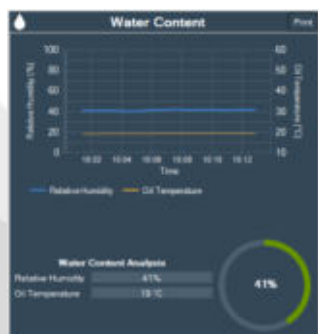 Water Content
Print
100 60
80 50
60 40
40 30
20 20
0 10
Relative Humidity [%]
Oil Temperature [°C]
10:02 10:04 10:06 10:08 10:10 10:12
Time
Relative Humidity Oil Temperature
Water Content Analysis
Relative Humidity 41%
Oil Temperature 19 °C
41%